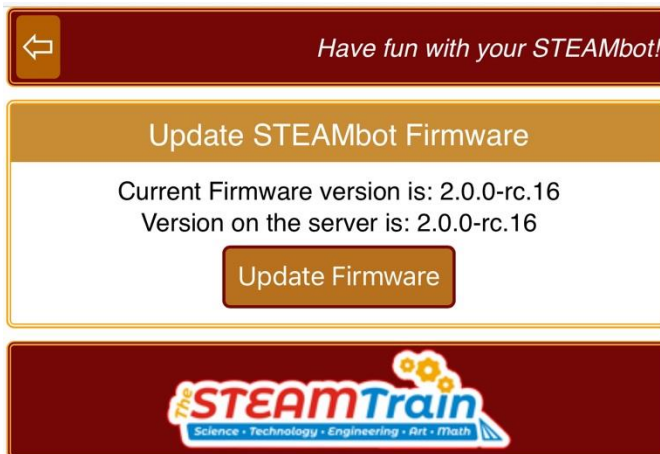 Have fun with your STEAMbot!
Update STEAMbot Firmware
Current Firmware version is: 2.0.0-rc.16
Version on the server is: 2.0.0-rc.16
Update Firmware
The STEAMTrain
Science • Technology • Engineering • Art • Math